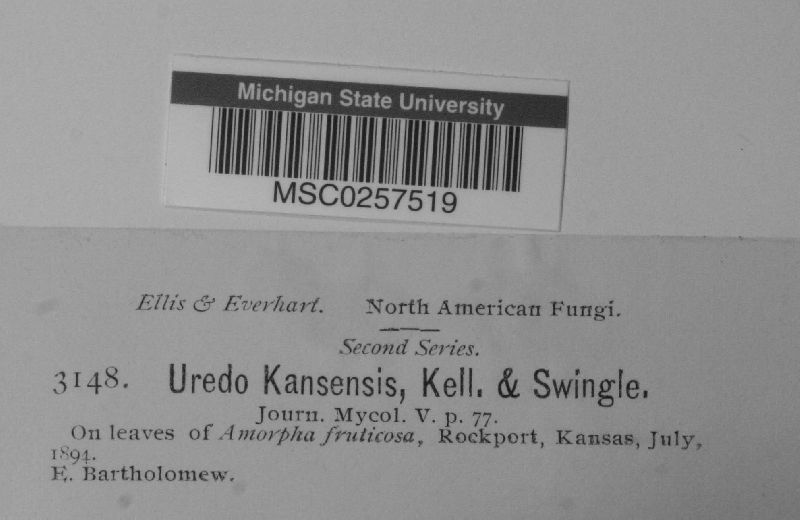 Michigan State University
MSC0257519
Ellis & Everhart. North American Fungi.
Second Series.
3148. Uredo Kansensis, Kell. & Swingle.
Journ. Mycol. V. p. 77.
On leaves of Amorpha fruticosa, Rockport, Kansas, July,
1894.
E. Bartholomew.